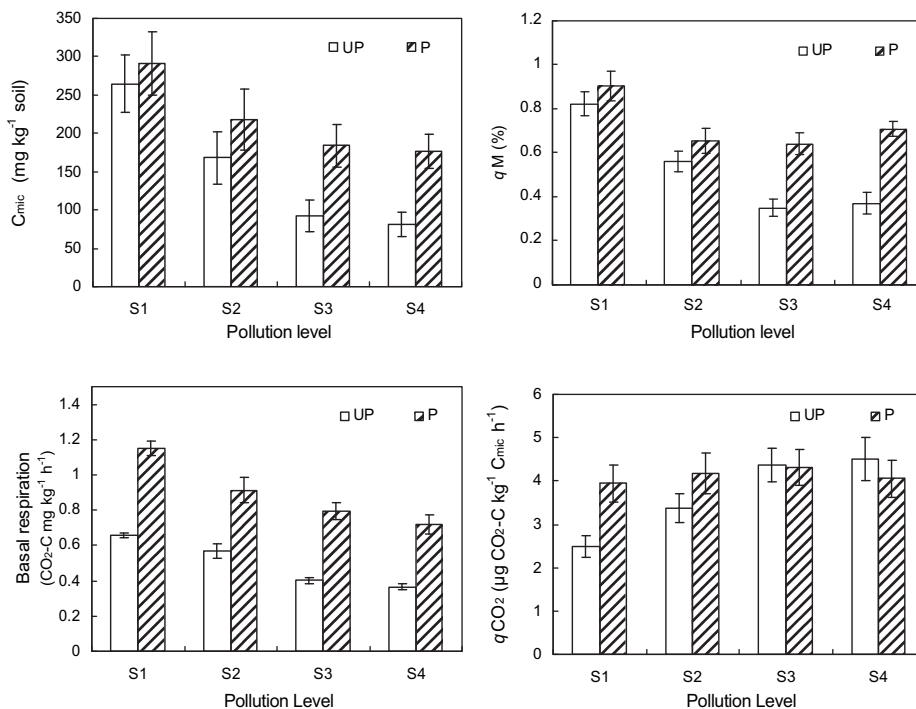 350
300
250
200
150
100
50
0
C_mic (mg kg⁻¹ soil)
UP P
S1 S2 S3 S4
Pollution level
1.2
1
0.8
0.6
0.4
0.2
0
qM (%)
UP P
S1 S2 S3 S4
Pollution level
1.4
1.2
1
0.8
0.6
0.4
0.2
0
Basal respiration
(CO₂-C mg kg⁻¹ h⁻¹)
UP P
S1 S2 S3 S4
Pollution Level
6
5
4
3
2
1
0
qCO₂ (μg CO₂-C kg⁻¹ C_mic h⁻¹)
UP P
S1 S2 S3 S4
Pollution Level